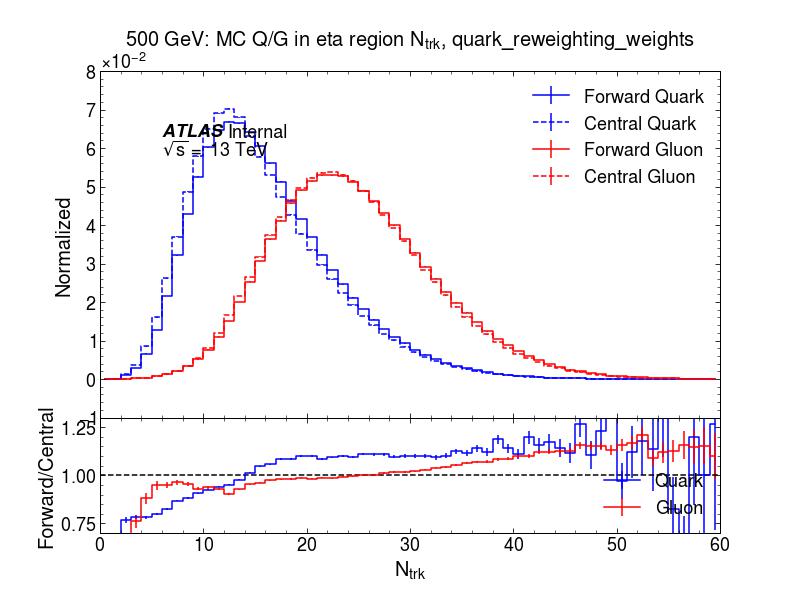 500 GeV: MC Q/G in eta region N_trk, quark_reweighting_weights
×10⁻²
8
7
6
5
4
3
2
1
0
1
Normalized
ATLAS Internal
√s = 13 TeV
Forward Quark
Central Quark
Forward Gluon
Central Gluon
1.25
1.00
0.75
Forward/Central
Quark
Gluon
0 10 20 30 40 50 60
N_trk